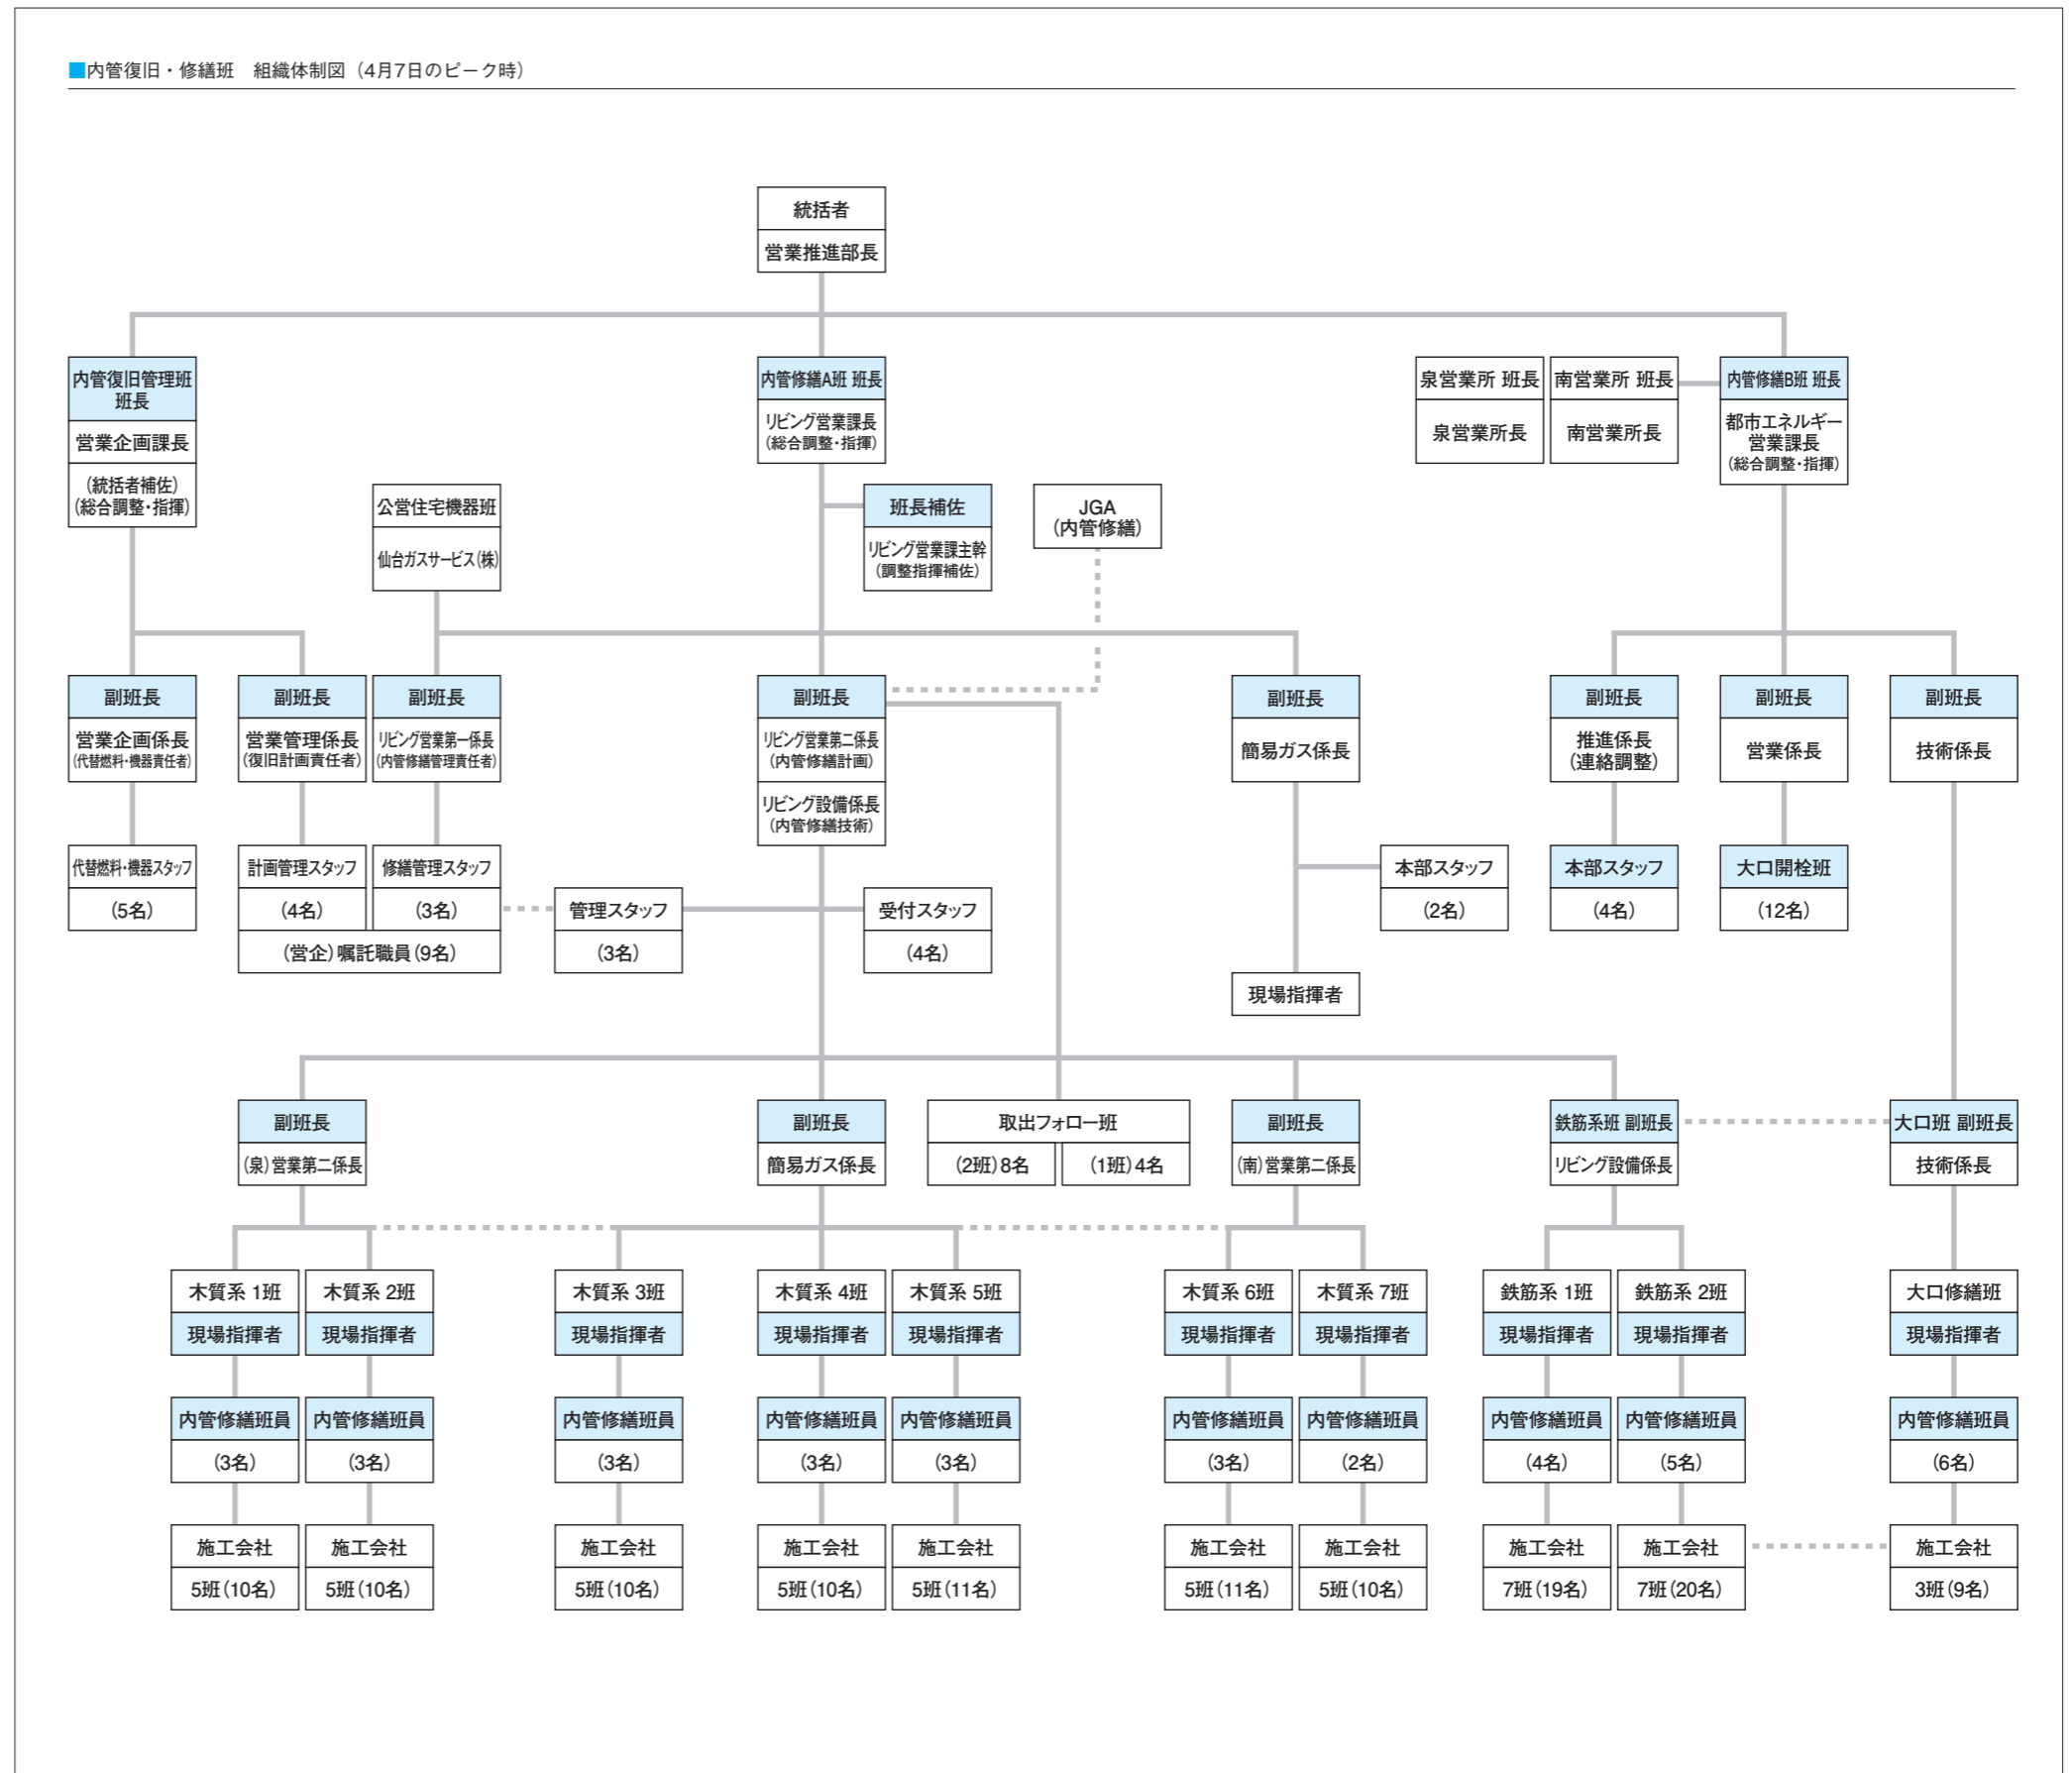 ■内管復旧・修繕班　組織体制図（4月7日のピーク時）
統括者
営業推進部長
内管復旧管理班
班長
営業企画課長
（統括者補佐）
（総合調整・指揮）
内管修繕A班 班長
リビング営業課長
（総合調整・指揮）
泉営業所 班長
泉営業所長
南営業所 班長
南営業所長
内管修繕B班 班長
都市エネルギー
営業課長
（総合調整・指揮）
公営住宅機器班
仙台ガスサービス（株）
班長補佐
リビング営業課主幹
（調整指揮補佐）
JGA
（内管修繕）
副班長
営業企画係長
（代替燃料・機器責任者）
副班長
営業管理係長
（復旧計画責任者）
副班長
リビング営業第一係長
（内管修繕管理責任者）
副班長
リビング営業第二係長
（内管修繕計画）
リビング設備係長
（内管修繕技術）
副班長
簡易ガス係長
副班長
推進係長
（連絡調整）
副班長
営業係長
副班長
技術係長
代替燃料・機器スタッフ
（5名）
計画管理スタッフ
（4名）
修繕管理スタッフ
（3名）
（営企）嘱託職員（9名）
管理スタッフ
（3名）
受付スタッフ
（4名）
本部スタッフ
（2名）
本部スタッフ
（4名）
大口開栓班
（12名）
現場指揮者
副班長
（泉）営業第二係長
副班長
簡易ガス係長
取出フォロー班
（2班）8名
（1班）4名
副班長
（南）営業第二係長
鉄筋系班 副班長
リビング設備係長
大口班 副班長
技術係長
木質系 1班
現場指揮者
木質系 2班
現場指揮者
木質系 3班
現場指揮者
木質系 4班
現場指揮者
木質系 5班
現場指揮者
木質系 6班
現場指揮者
木質系 7班
現場指揮者
鉄筋系 1班
現場指揮者
鉄筋系 2班
現場指揮者
大口修繕班
現場指揮者
内管修繕班員
（3名）
内管修繕班員
（3名）
内管修繕班員
（3名）
内管修繕班員
（3名）
内管修繕班員
（3名）
内管修繕班員
（3名）
内管修繕班員
（2名）
内管修繕班員
（4名）
内管修繕班員
（5名）
内管修繕班員
（6名）
施工会社
5班（10名）
施工会社
5班（10名）
施工会社
5班（10名）
施工会社
5班（10名）
施工会社
5班（11名）
施工会社
5班（11名）
施工会社
5班（10名）
施工会社
7班（19名）
施工会社
7班（20名）
施工会社
3班（9名）